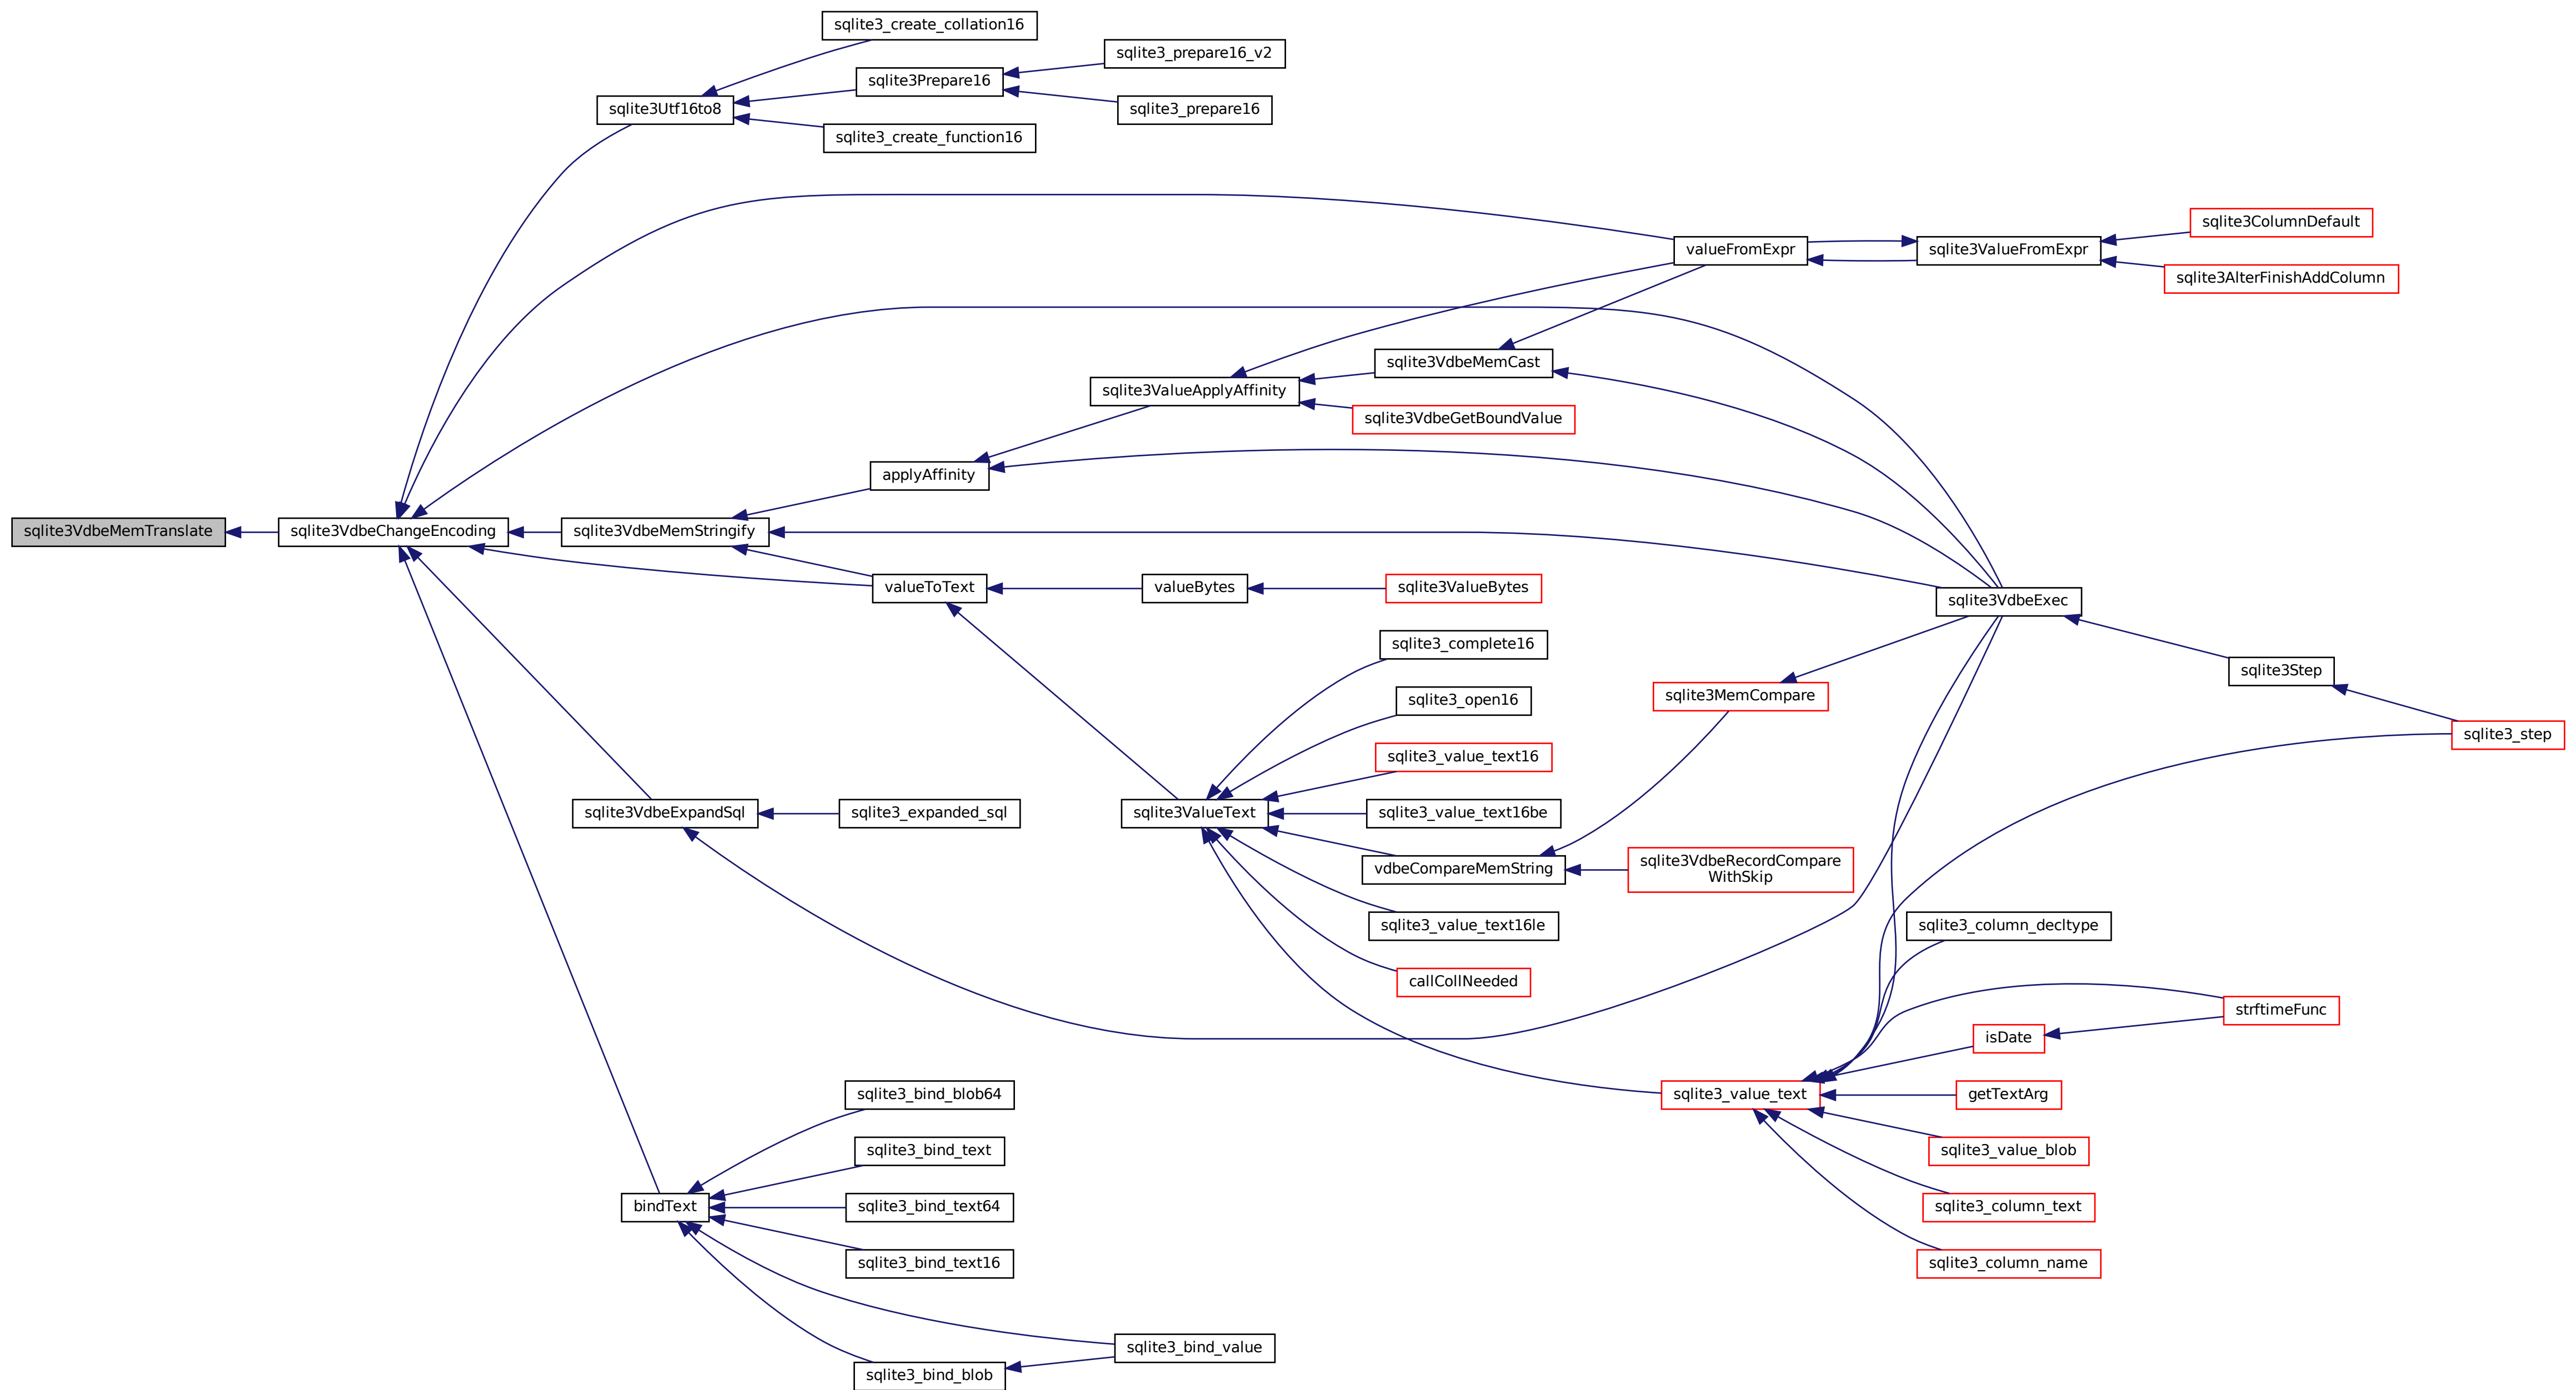 sqlite3_create_collation16
sqlite3_prepare16_v2
sqlite3Prepare16
sqlite3Utf16to8
sqlite3_prepare16
sqlite3_create_function16
sqlite3ColumnDefault
valueFromExpr
sqlite3ValueFromExpr
sqlite3AlterFinishAddColumn
sqlite3VdbeMemCast
sqlite3ValueApplyAffinity
sqlite3VdbeGetBoundValue
applyAffinity
sqlite3VdbeMemTranslate
sqlite3VdbeChangeEncoding
sqlite3VdbeMemStringify
valueToText
valueBytes
sqlite3ValueBytes
sqlite3VdbeExec
sqlite3_complete16
sqlite3Step
sqlite3_open16
sqlite3MemCompare
sqlite3_step
sqlite3_value_text16
sqlite3VdbeExpandSql
sqlite3_expanded_sql
sqlite3ValueText
sqlite3_value_text16be
vdbeCompareMemString
sqlite3VdbeRecordCompare
WithSkip
sqlite3_value_text16le
sqlite3_column_decltype
callCollNeeded
strftimeFunc
isDate
sqlite3_bind_blob64
sqlite3_value_text
getTextArg
sqlite3_bind_text
sqlite3_value_blob
bindText
sqlite3_bind_text64
sqlite3_column_text
sqlite3_bind_text16
sqlite3_column_name
sqlite3_bind_value
sqlite3_bind_blob